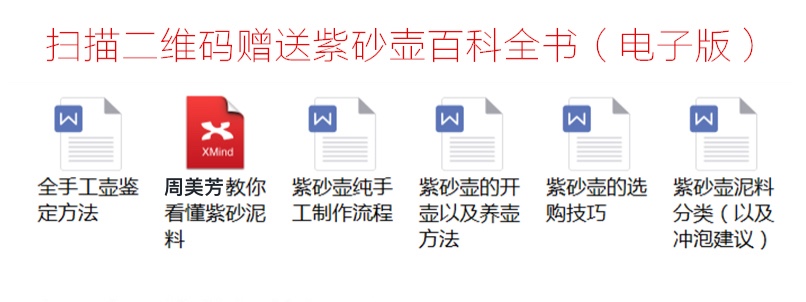 扫描二维码赠送紫砂壶百科全书（电子版）
W
XMind
W
W
W
W
全手工壶鉴
定方法
周美芳教你
看懂紫砂泥
料
紫砂壶纯手
工制作流程
紫砂壶的开
壶以及养壶
方法
紫砂壶的选
购技巧
紫砂壶泥料
分类（以及
冲泡建议）